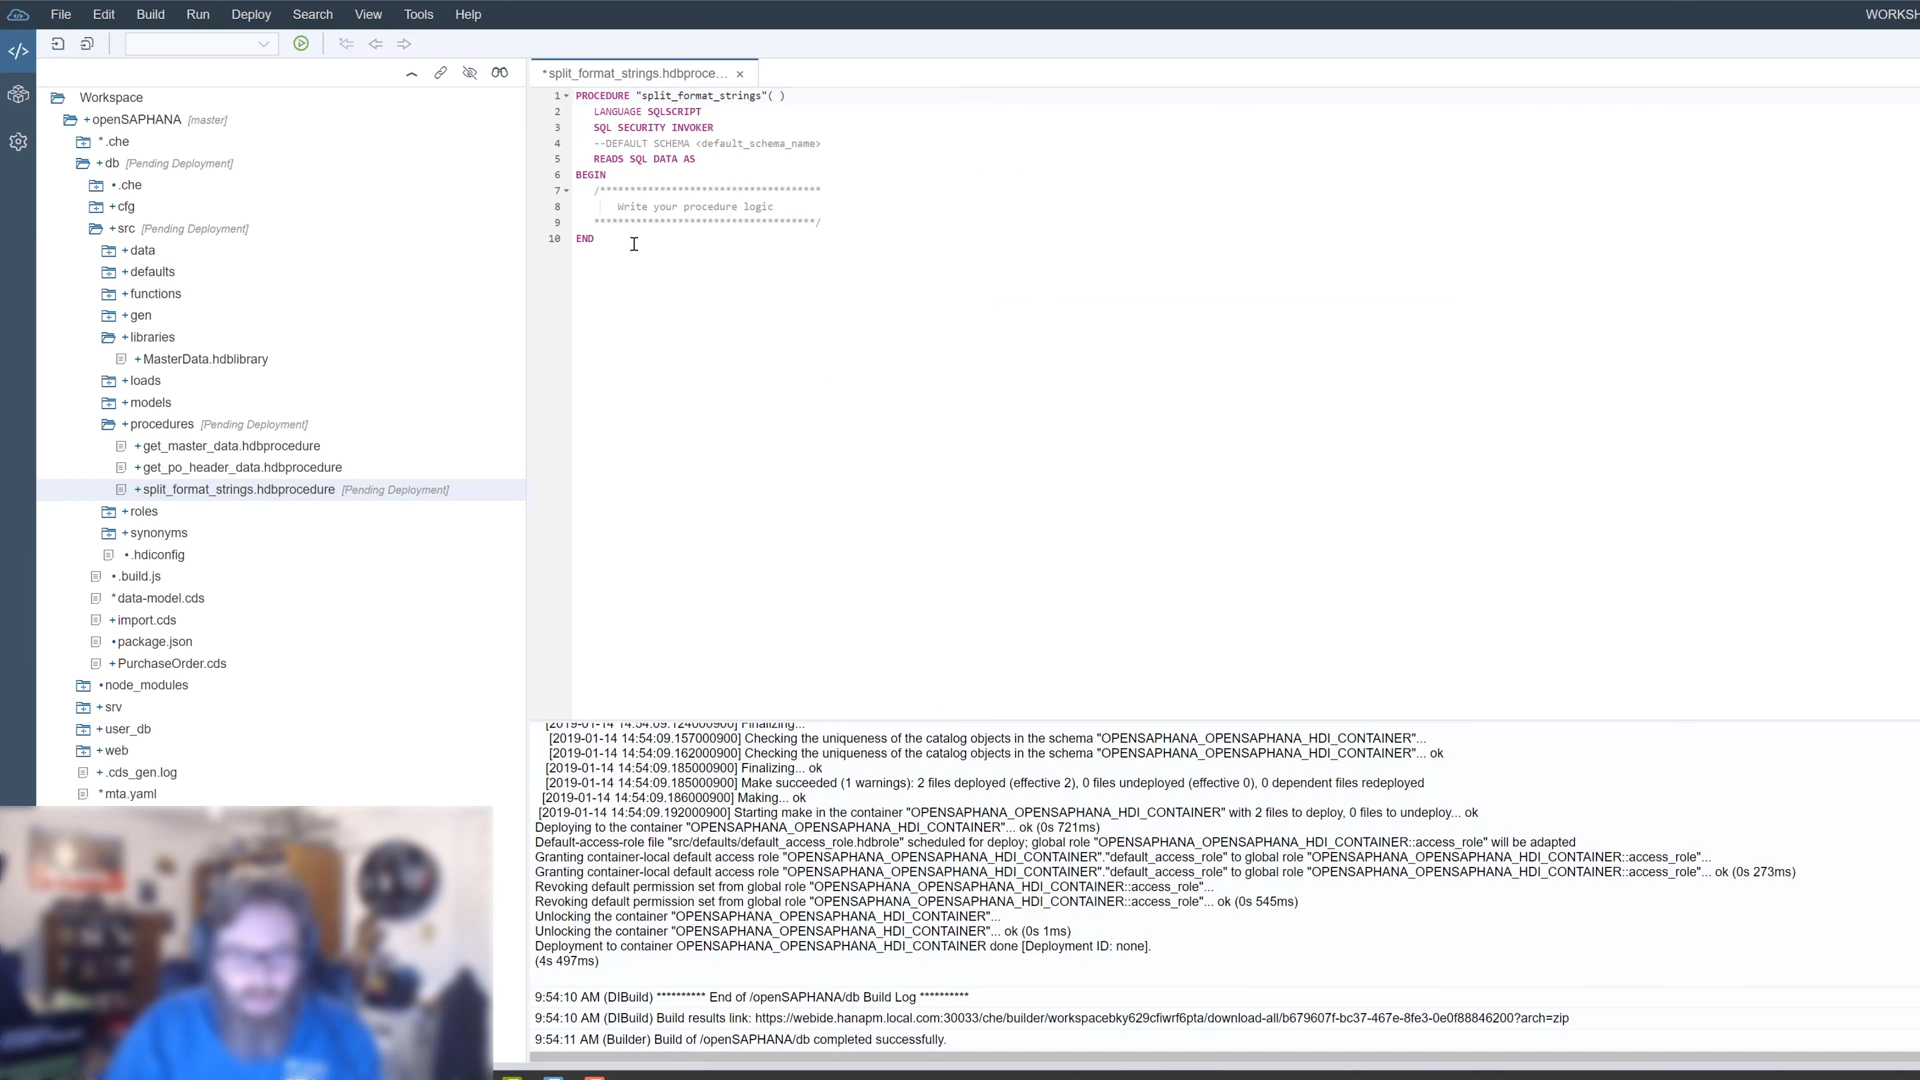 File Edit Build Run Deploy Search View Tools Help
WORKSH
*split_format_strings.hdbproce... ×
Workspace
+openSAPHANA [master]
*.che
+db [Pending Deployment]
•.che
+cfg
+src [Pending Deployment]
+data
+defaults
+functions
+gen
+libraries
+MasterData.hdblibrary
+loads
+models
+procedures [Pending Deployment]
+get_master_data.hdbprocedure
+get_po_header_data.hdbprocedure
+split_format_strings.hdbprocedure [Pending Deployment]
+roles
+synonyms
•.hdiconfig
•.build.js
*data-model.cds
+import.cds
•package.json
+PurchaseOrder.cds
•node_modules
+srv
+user_db
+web
+.cds_gen.log
*mta.yaml
1 PROCEDURE "split_format_strings"( )
2 LANGUAGE SQLSCRIPT
3 SQL SECURITY INVOKER
4 --DEFAULT SCHEMA <default_schema_name>
5 READS SQL DATA AS
6 BEGIN
7 /*************************************
8 Write your procedure logic
9 *************************************/
10 END
[2019-01-14 14:54:09.124000900] Finalizing...
[2019-01-14 14:54:09.157000900] Checking the uniqueness of the catalog objects in the schema "OPENSAPHANA_OPENSAPHANA_HDI_CONTAINER"...
[2019-01-14 14:54:09.162000900] Checking the uniqueness of the catalog objects in the schema "OPENSAPHANA_OPENSAPHANA_HDI_CONTAINER"... ok
[2019-01-14 14:54:09.185000900] Finalizing... ok
[2019-01-14 14:54:09.185000900] Make succeeded (1 warnings): 2 files deployed (effective 2), 0 files undeployed (effective 0), 0 dependent files redeployed
[2019-01-14 14:54:09.186000900] Making... ok
[2019-01-14 14:54:09.192000900] Starting make in the container "OPENSAPHANA_OPENSAPHANA_HDI_CONTAINER" with 2 files to deploy, 0 files to undeploy... ok
Deploying to the container "OPENSAPHANA_OPENSAPHANA_HDI_CONTAINER"... ok (0s 721ms)
Default-access-role file "src/defaults/default_access_role.hdbrole" scheduled for deploy; global role "OPENSAPHANA_OPENSAPHANA_HDI_CONTAINER::access_role" will be adapted
Granting container-local default access role "OPENSAPHANA_OPENSAPHANA_HDI_CONTAINER"."default_access_role" to global role "OPENSAPHANA_OPENSAPHANA_HDI_CONTAINER::access_role"...
Granting container-local default access role "OPENSAPHANA_OPENSAPHANA_HDI_CONTAINER"."default_access_role" to global role "OPENSAPHANA_OPENSAPHANA_HDI_CONTAINER::access_role"... ok (0s 273ms)
Revoking default permission set from global role "OPENSAPHANA_OPENSAPHANA_HDI_CONTAINER::access_role"...
Revoking default permission set from global role "OPENSAPHANA_OPENSAPHANA_HDI_CONTAINER::access_role"... ok (0s 545ms)
Unlocking the container "OPENSAPHANA_OPENSAPHANA_HDI_CONTAINER"...
Unlocking the container "OPENSAPHANA_OPENSAPHANA_HDI_CONTAINER"... ok (0s 1ms)
Deployment to container OPENSAPHANA_OPENSAPHANA_HDI_CONTAINER done [Deployment ID: none].
(4s 497ms)
9:54:10 AM (DIBuild) ********** End of /openSAPHANA/db Build Log **********
9:54:10 AM (DIBuild) Build results link: https://webide.hanapm.local.com:30033/che/builder/workspacebky629cfiwrf6pta/download-all/b679607f-bc37-467e-8fe3-0e0f88846200?arch=zip
9:54:11 AM (Builder) Build of /openSAPHANA/db completed successfully.